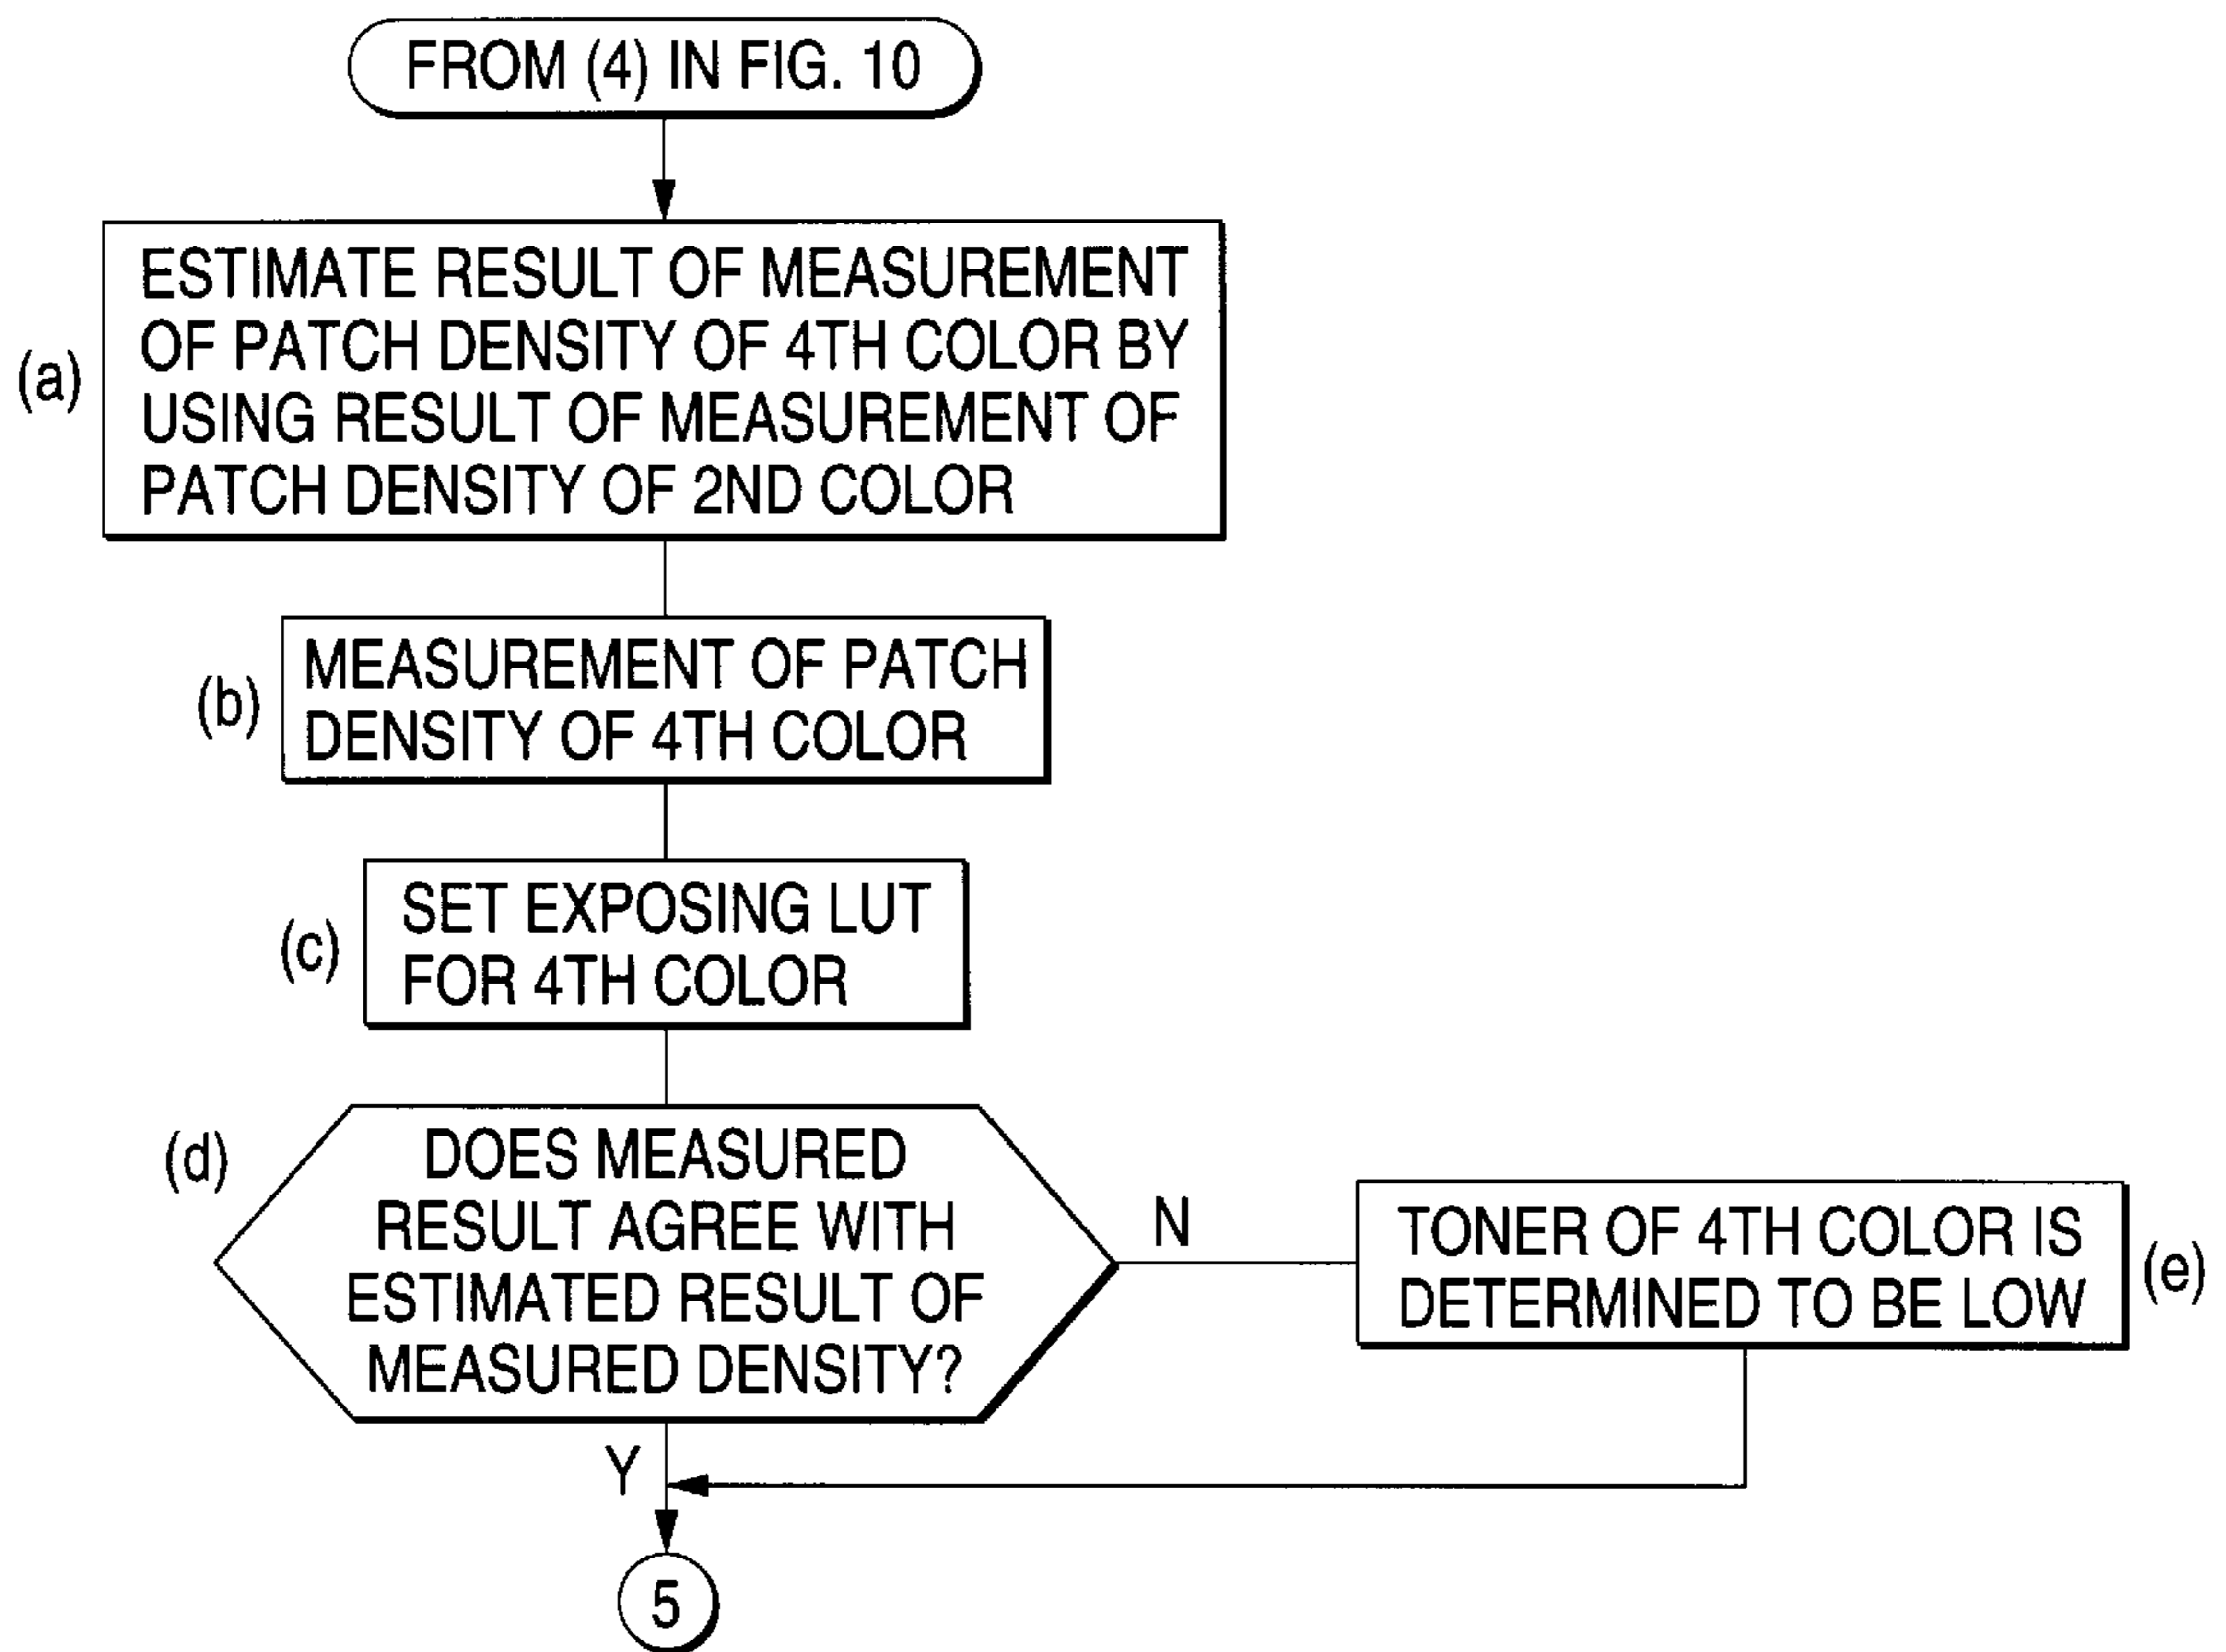 FROM (4) IN FIG. 10
(a)
ESTIMATE RESULT OF MEASUREMENT
OF PATCH DENSITY OF 4TH COLOR BY
USING RESULT OF MEASUREMENT OF
PATCH DENSITY OF 2ND COLOR
(b)
MEASUREMENT OF PATCH
DENSITY OF 4TH COLOR
(c)
SET EXPOSING LUT
FOR 4TH COLOR
(d)
DOES MEASURED
RESULT AGREE WITH
ESTIMATED RESULT OF
MEASURED DENSITY?
N
TONER OF 4TH COLOR IS
DETERMINED TO BE LOW
(e)
Y
5